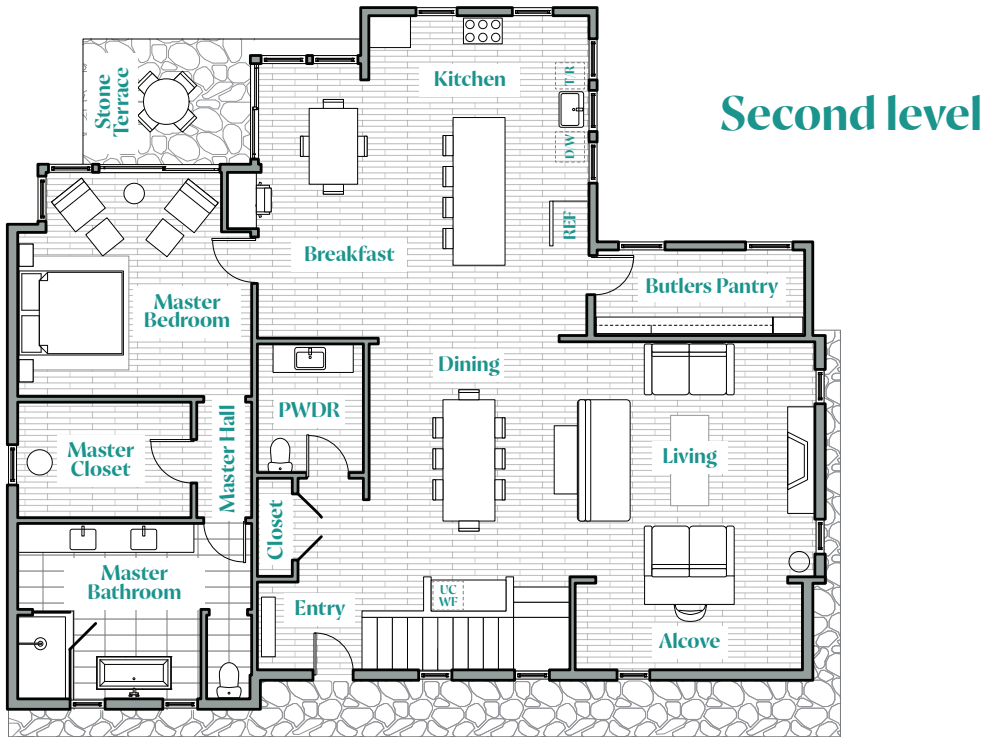 Second level
Stone
Terrace
Kitchen
T/R
DW
REF
Breakfast
Butlers Pantry
Master
Bedroom
Dining
PWDR
Master Hall
Master
Closet
Living
Closet
Master
Bathroom
UC
WF
Entry
Alcove